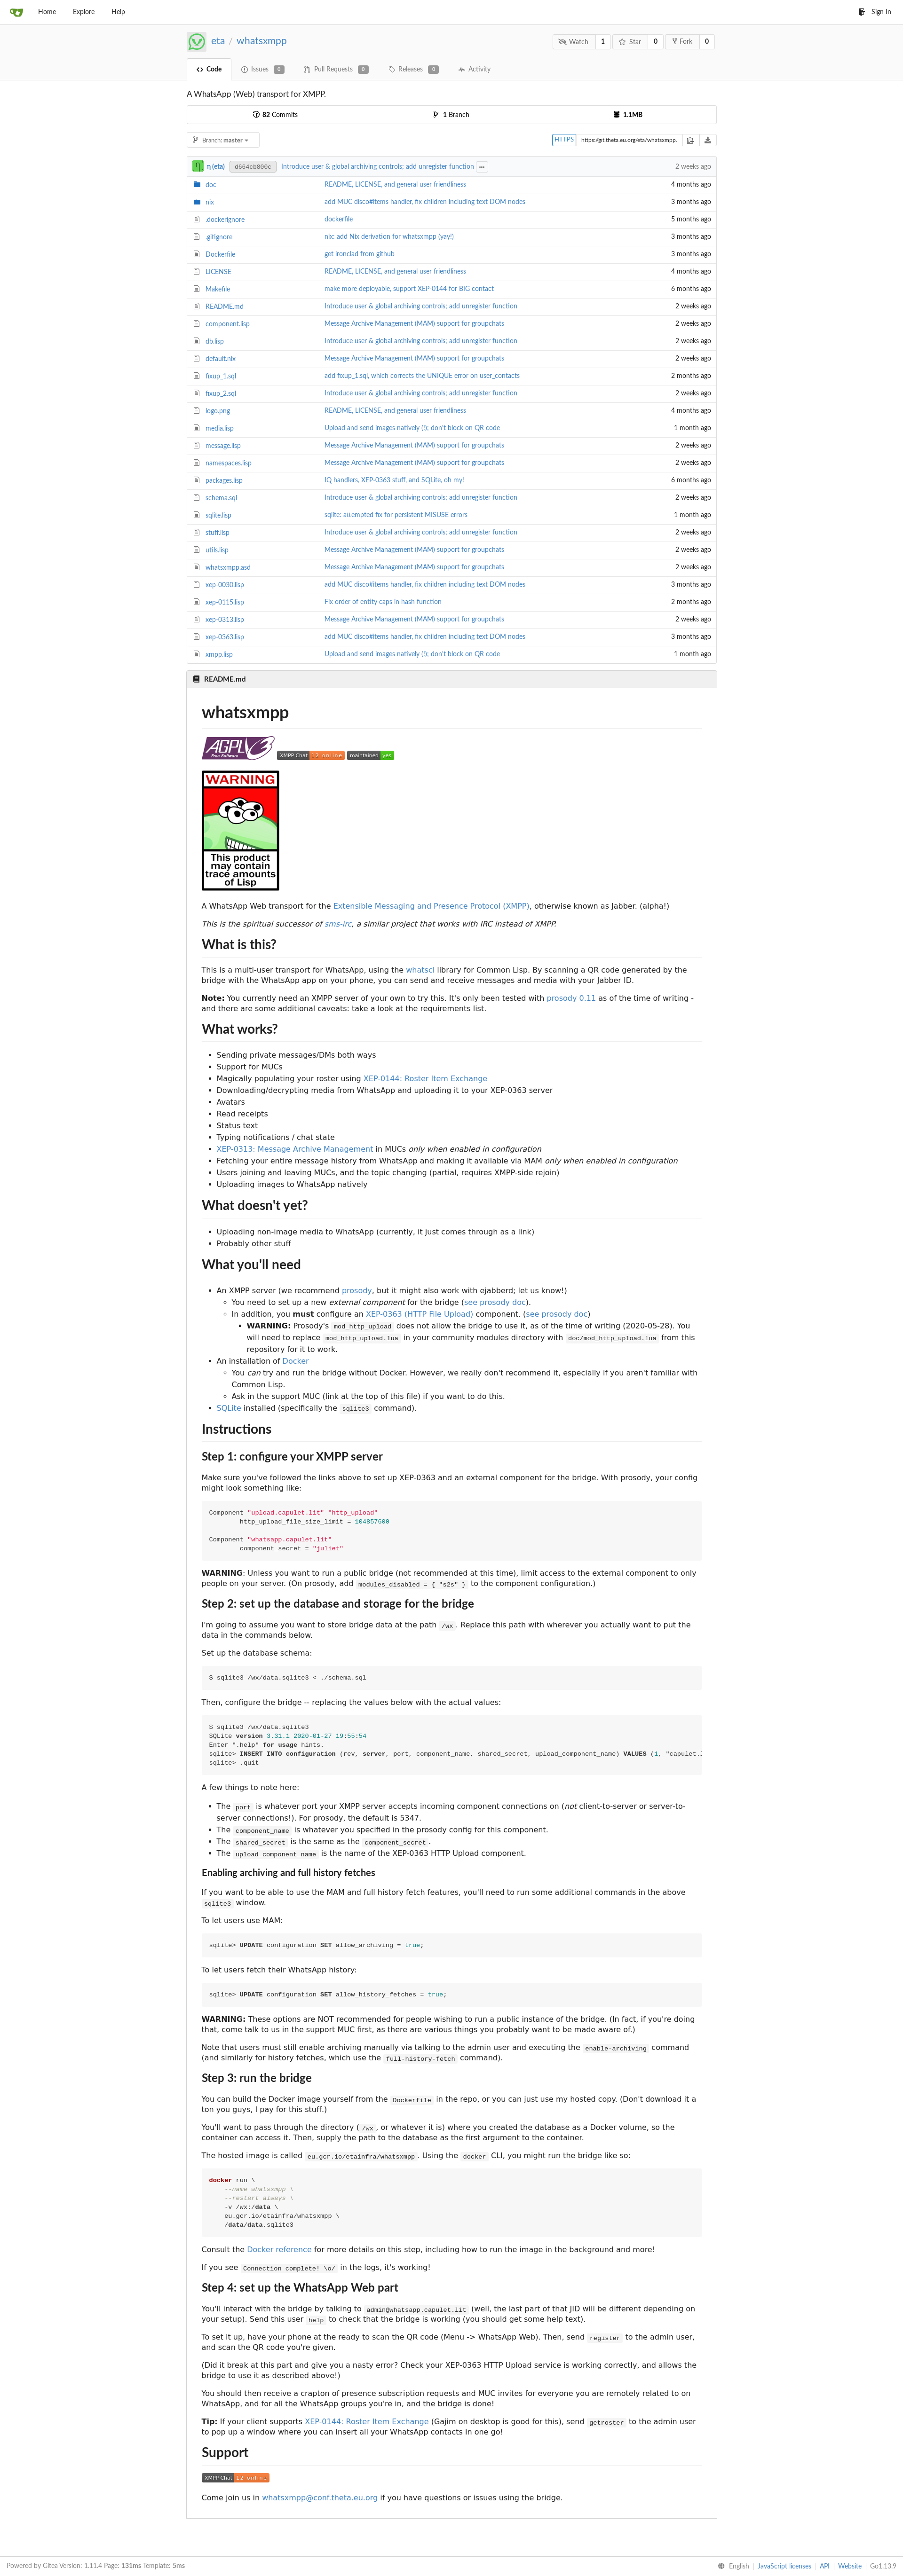 Home Explore Help Sign In
eta / whatsxmpp
Watch 1 Star 0 Fork 0
Code Issues 0 Pull Requests 0 Releases 0 Activity
A WhatsApp (Web) transport for XMPP.
82 Commits 1 Branch 1.1MB
Branch: master HTTPS https://git.theta.eu.org/eta/whatsxmpp.
η (eta) d664cb080c Introduce user & global archiving controls; add unregister function ... 2 weeks ago
doc README, LICENSE, and general user friendliness 4 months ago
nix add MUC disco#items handler, fix children including text DOM nodes 3 months ago
.dockerignore dockerfile 5 months ago
.gitignore nix: add Nix derivation for whatsxmpp (yay!) 3 months ago
Dockerfile get ironclad from github 3 months ago
LICENSE README, LICENSE, and general user friendliness 4 months ago
Makefile make more deployable, support XEP-0144 for BIG contact 6 months ago
README.md Introduce user & global archiving controls; add unregister function 2 weeks ago
component.lisp Message Archive Management (MAM) support for groupchats 2 weeks ago
db.lisp Introduce user & global archiving controls; add unregister function 2 weeks ago
default.nix Message Archive Management (MAM) support for groupchats 2 weeks ago
fixup_1.sql add fixup_1.sql, which corrects the UNIQUE error on user_contacts 2 months ago
fixup_2.sql Introduce user & global archiving controls; add unregister function 2 weeks ago
logo.png README, LICENSE, and general user friendliness 4 months ago
media.lisp Upload and send images natively (!); don't block on QR code 1 month ago
message.lisp Message Archive Management (MAM) support for groupchats 2 weeks ago
namespaces.lisp Message Archive Management (MAM) support for groupchats 2 weeks ago
packages.lisp IQ handlers, XEP-0363 stuff, and SQLite, oh my! 6 months ago
schema.sql Introduce user & global archiving controls; add unregister function 2 weeks ago
sqlite.lisp sqlite: attempted fix for persistent MISUSE errors 1 month ago
stuff.lisp Introduce user & global archiving controls; add unregister function 2 weeks ago
utils.lisp Message Archive Management (MAM) support for groupchats 2 weeks ago
whatsxmpp.asd Message Archive Management (MAM) support for groupchats 2 weeks ago
xep-0030.lisp add MUC disco#items handler, fix children including text DOM nodes 3 months ago
xep-0115.lisp Fix order of entity caps in hash function 2 months ago
xep-0313.lisp Message Archive Management (MAM) support for groupchats 2 weeks ago
xep-0363.lisp add MUC disco#items handler, fix children including text DOM nodes 3 months ago
xmpp.lisp Upload and send images natively (!); don't block on QR code 1 month ago
README.md
whatsxmpp
AGPLv3 Free Software XMPP Chat 12 online maintained yes
WARNING
This product
may contain
trace amounts
of Lisp
A WhatsApp Web transport for the Extensible Messaging and Presence Protocol (XMPP), otherwise known as Jabber. (alpha!)
This is the spiritual successor of sms-irc, a similar project that works with IRC instead of XMPP.
What is this?
This is a multi-user transport for WhatsApp, using the whatscl library for Common Lisp. By scanning a QR code generated by the
bridge with the WhatsApp app on your phone, you can send and receive messages and media with your Jabber ID.
Note: You currently need an XMPP server of your own to try this. It's only been tested with prosody 0.11 as of the time of writing -
and there are some additional caveats: take a look at the requirements list.
What works?
• Sending private messages/DMs both ways
• Support for MUCs
• Magically populating your roster using XEP-0144: Roster Item Exchange
• Downloading/decrypting media from WhatsApp and uploading it to your XEP-0363 server
• Avatars
• Read receipts
• Status text
• Typing notifications / chat state
• XEP-0313: Message Archive Management in MUCs only when enabled in configuration
• Fetching your entire message history from WhatsApp and making it available via MAM only when enabled in configuration
• Users joining and leaving MUCs, and the topic changing (partial, requires XMPP-side rejoin)
• Uploading images to WhatsApp natively
What doesn't yet?
• Uploading non-image media to WhatsApp (currently, it just comes through as a link)
• Probably other stuff
What you'll need
• An XMPP server (we recommend prosody, but it might also work with ejabberd; let us know!)
◦ You need to set up a new external component for the bridge (see prosody doc).
◦ In addition, you must configure an XEP-0363 (HTTP File Upload) component. (see prosody doc)
▪ WARNING: Prosody's mod_http_upload does not allow the bridge to use it, as of the time of writing (2020-05-28). You
will need to replace mod_http_upload.lua in your community modules directory with doc/mod_http_upload.lua from this
repository for it to work.
• An installation of Docker
◦ You can try and run the bridge without Docker. However, we really don't recommend it, especially if you aren't familiar with
Common Lisp.
◦ Ask in the support MUC (link at the top of this file) if you want to do this.
• SQLite installed (specifically the sqlite3 command).
Instructions
Step 1: configure your XMPP server
Make sure you've followed the links above to set up XEP-0363 and an external component for the bridge. With prosody, your config
might look something like:
Component "upload.capulet.lit" "http_upload"
http_upload_file_size_limit = 104857600
Component "whatsapp.capulet.lit"
component_secret = "juliet"
WARNING: Unless you want to run a public bridge (not recommended at this time), limit access to the external component to only
people on your server. (On prosody, add modules_disabled = { "s2s" } to the component configuration.)
Step 2: set up the database and storage for the bridge
I'm going to assume you want to store bridge data at the path /wx. Replace this path with wherever you actually want to put the
data in the commands below.
Set up the database schema:
$ sqlite3 /wx/data.sqlite3 < ./schema.sql
Then, configure the bridge -- replacing the values below with the actual values:
$ sqlite3 /wx/data.sqlite3
SQLite version 3.31.1 2020-01-27 19:55:54
Enter ".help" for usage hints.
sqlite> INSERT INTO configuration (rev, server, port, component_name, shared_secret, upload_component_name) VALUES (1, "capulet.
sqlite> .quit
A few things to note here:
• The port is whatever port your XMPP server accepts incoming component connections on (not client-to-server or server-to-
server connections!). For prosody, the default is 5347.
• The component_name is whatever you specified in the prosody config for this component.
• The shared_secret is the same as the component_secret.
• The upload_component_name is the name of the XEP-0363 HTTP Upload component.
Enabling archiving and full history fetches
If you want to be able to use the MAM and full history fetch features, you'll need to run some additional commands in the above
sqlite3 window.
To let users use MAM:
sqlite> UPDATE configuration SET allow_archiving = true;
To let users fetch their WhatsApp history:
sqlite> UPDATE configuration SET allow_history_fetches = true;
WARNING: These options are NOT recommended for people wishing to run a public instance of the bridge. (In fact, if you're doing
that, come talk to us in the support MUC first, as there are various things you probably want to be made aware of.)
Note that users must still enable archiving manually via talking to the admin user and executing the enable-archiving command
(and similarly for history fetches, which use the full-history-fetch command).
Step 3: run the bridge
You can build the Docker image yourself from the Dockerfile in the repo, or you can just use my hosted copy. (Don't download it a
ton you guys, I pay for this stuff.)
You'll want to pass through the directory ( /wx , or whatever it is) where you created the database as a Docker volume, so the
container can access it. Then, supply the path to the database as the first argument to the container.
The hosted image is called eu.gcr.io/etainfra/whatsxmpp. Using the docker CLI, you might run the bridge like so:
docker run \
--name whatsxmpp \
--restart always \
-v /wx:/data \
eu.gcr.io/etainfra/whatsxmpp \
/data/data.sqlite3
Consult the Docker reference for more details on this step, including how to run the image in the background and more!
If you see Connection complete! \o/ in the logs, it's working!
Step 4: set up the WhatsApp Web part
You'll interact with the bridge by talking to admin@whatsapp.capulet.lit (well, the last part of that JID will be different depending on
your setup). Send this user help to check that the bridge is working (you should get some help text).
To set it up, have your phone at the ready to scan the QR code (Menu -> WhatsApp Web). Then, send register to the admin user,
and scan the QR code you're given.
(Did it break at this part and give you a nasty error? Check your XEP-0363 HTTP Upload service is working correctly, and allows the
bridge to use it as described above!)
You should then receive a crapton of presence subscription requests and MUC invites for everyone you are remotely related to on
WhatsApp, and for all the WhatsApp groups you're in, and the bridge is done!
Tip: If your client supports XEP-0144: Roster Item Exchange (Gajim on desktop is good for this), send getroster to the admin user
to pop up a window where you can insert all your WhatsApp contacts in one go!
Support
XMPP Chat 12 online
Come join us in whatsxmpp@conf.theta.eu.org if you have questions or issues using the bridge.
Powered by Gitea Version: 1.11.4 Page: 131ms Template: 5ms English JavaScript licenses API Website Go1.13.9